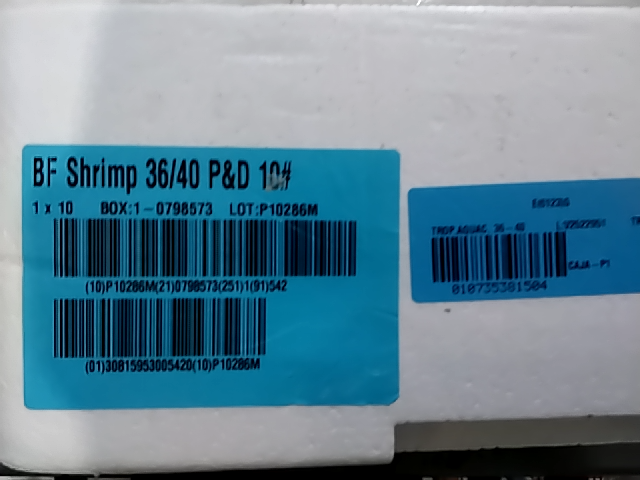 BF Shrimp 36/40 P&D 10#
1 x 10 BOX:1-0798573 LOT:P10286M
(10)P10286M(21)0798573(251)1(91)542
(01)30815953005420(10)P10286M
TROP.AQUAC 36-40
CAJA-P1
010735381504